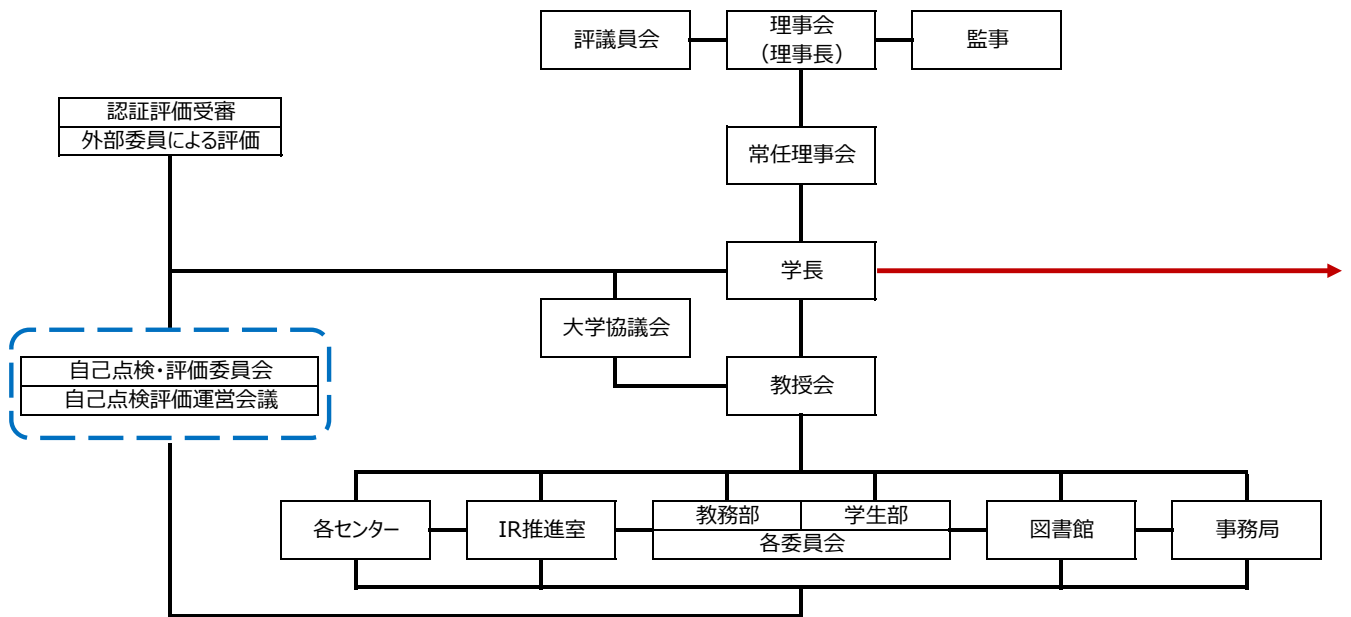 評議員会
理事会
（理事長）
監事
認証評価受審
外部委員による評価
常任理事会
学長
大学協議会
自己点検・評価委員会
自己点検評価運営会議
教授会
各センター
IR推進室
教務部
学生部
各委員会
図書館
事務局